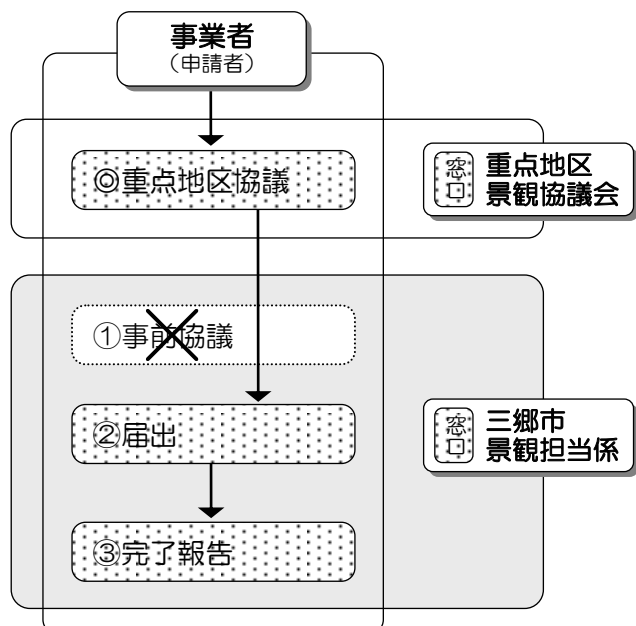 事業者
（申請者）
◎重点地区協議
窓口
重点地区
景観協議会
①事前協議
②届出
窓口
三郷市
景観担当係
③完了報告